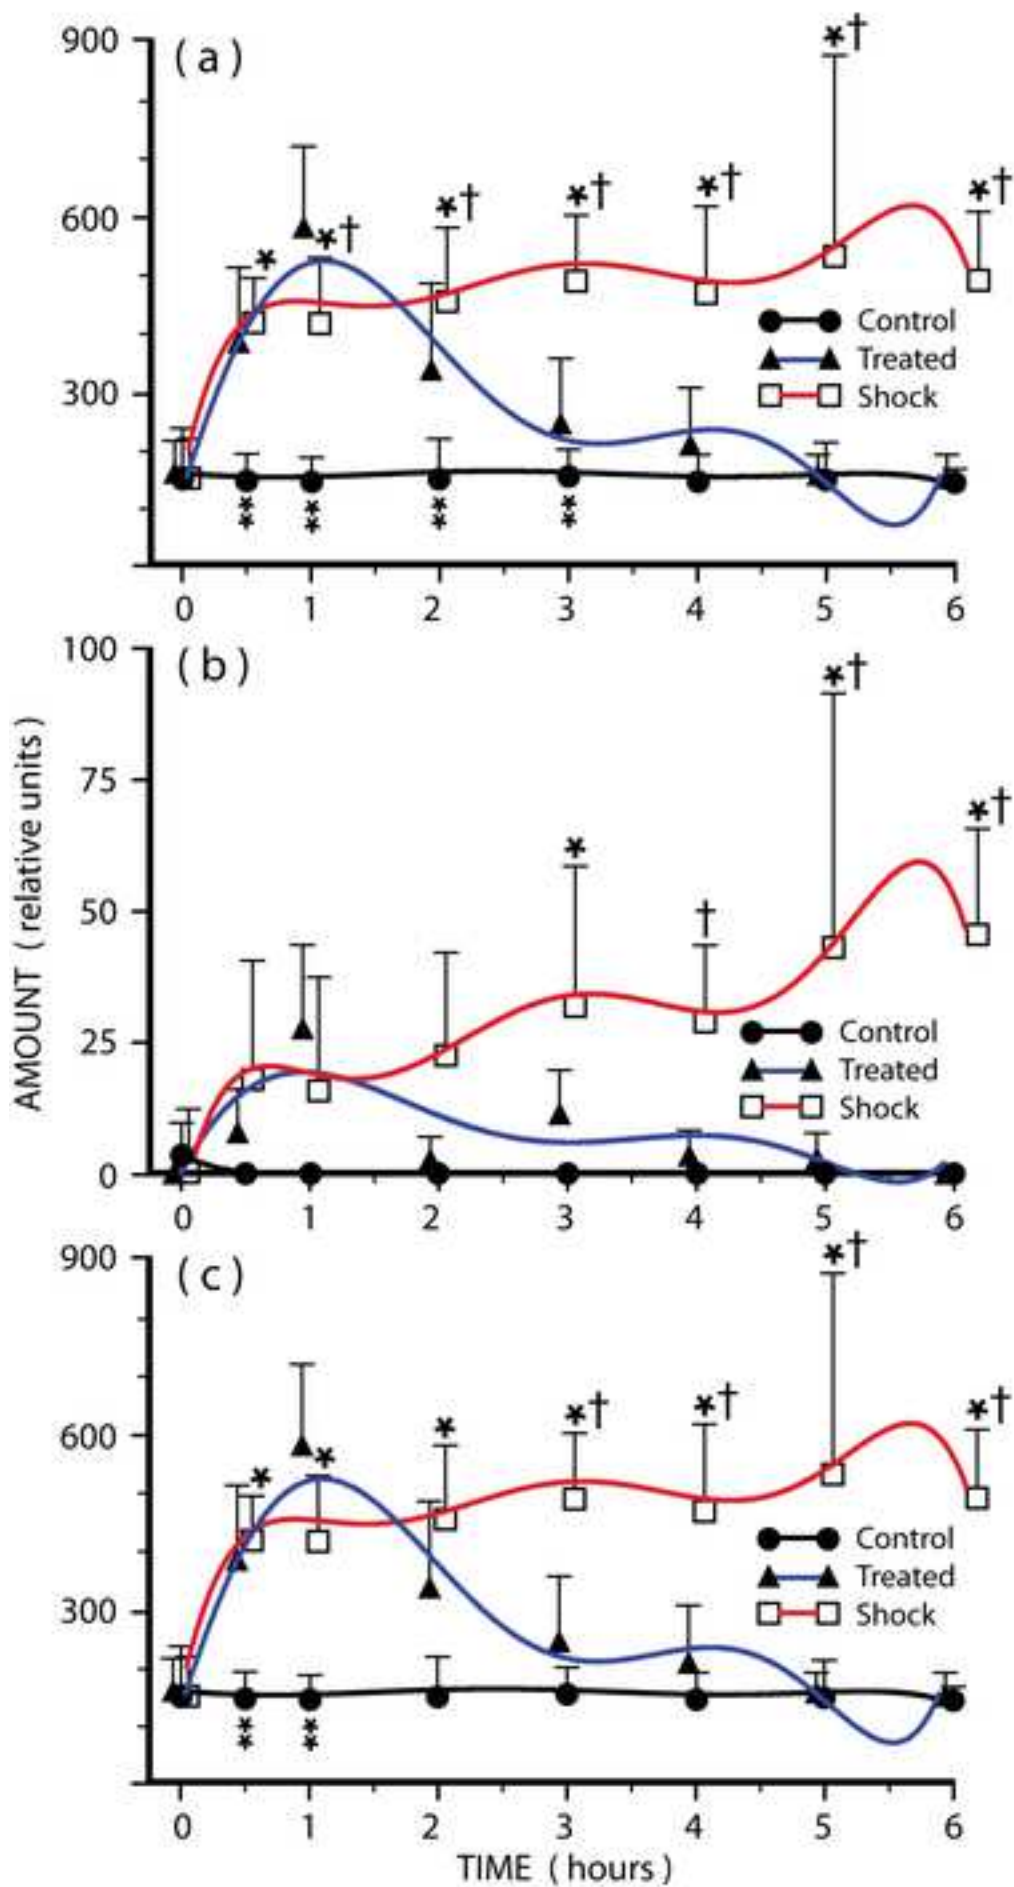 900
( a )
*†
*†
*†
*†
*†
600
*†
*
Control
Treated
Shock
300
** ** ** **
0 1 2 3 4 5 6
100
( b )
*†
75
*†
*
50
†
25
Control
Treated
Shock
0
0 1 2 3 4 5 6
AMOUNT ( relative units )
900
( c )
*†
*†
*†
*†
600
*
*
*
Control
Treated
Shock
300
** **
0 1 2 3 4 5 6
TIME ( hours )